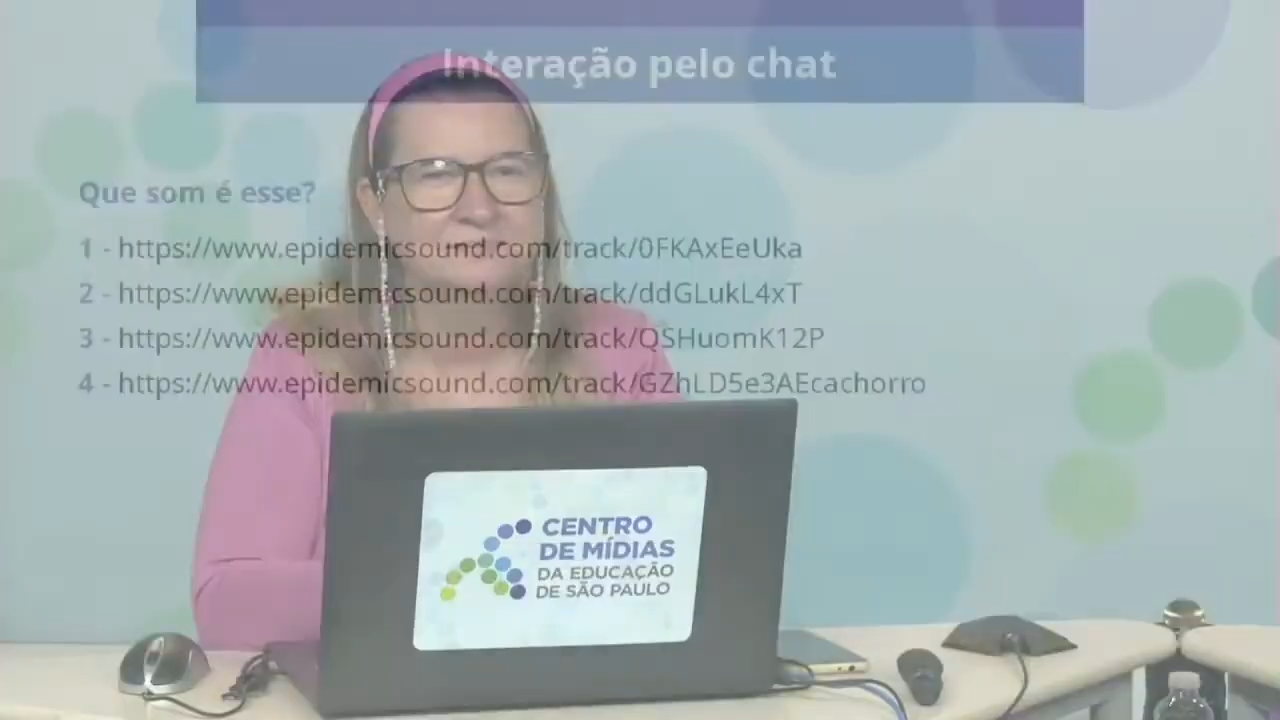 Interação pelo chat
Que som é esse?
1 - https://www.epidemicsound.com/track/0FKAxEeUka
2 - https://www.epidemicsound.com/track/ddGLukL4xT
3 - https://www.epidemicsound.com/track/QSHuomK12P
4 - https://www.epidemicsound.com/track/GZhLD5e3AEcachorro
CENTRO
DE MÍDIAS
DA EDUCAÇÃO
DE SÃO PAULO